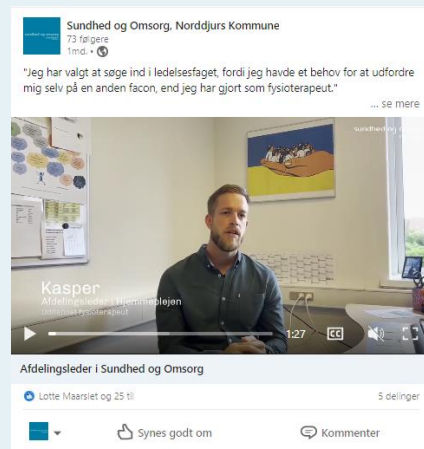 Sundhed og Omsorg, Norddjurs Kommune
73 følgere
1md.
"Jeg har valgt at søge ind i ledelsesfaget, fordi jeg havde et behov for at udfordre
mig selv på en anden facon, end jeg har gjort som fysioterapeut."
... se mere
sundhed og
Kasper
Afdelingsleder i Hjemmeplejen
Uddannet fysioterapeut
1:27
CC
Afdelingsleder i Sundhed og Omsorg
Lotte Maarslet og 25 til
5 delinger
Synes godt om
Kommenter